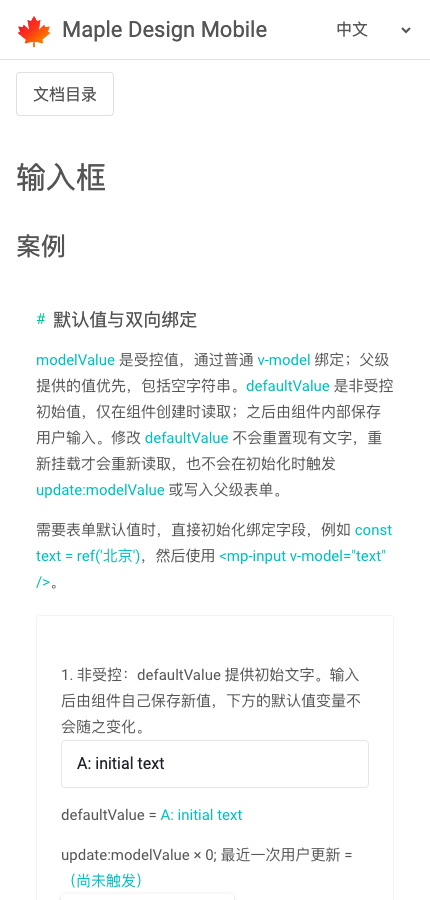 Maple Design Mobile
中文
文档目录
输入框
案例
# 默认值与双向绑定
modelValue 是受控值，通过普通 v-model 绑定；父级
提供的值优先，包括空字符串。defaultValue 是非受控
初始值，仅在组件创建时读取；之后由组件内部保存
用户输入。修改 defaultValue 不会重置现有文字，重
新挂载才会重新读取，也不会在初始化时触发
update:modelValue 或写入父级表单。
需要表单默认值时，直接初始化绑定字段，例如 const
text = ref('北京')，然后使用 <mp-input v-model="text"
/>。
1. 非受控：defaultValue 提供初始文字。输入
后由组件自己保存新值，下方的默认值变量不
会随之变化。
A: initial text
defaultValue = A: initial text
update:modelValue × 0; 最近一次用户更新 =
（尚未触发）